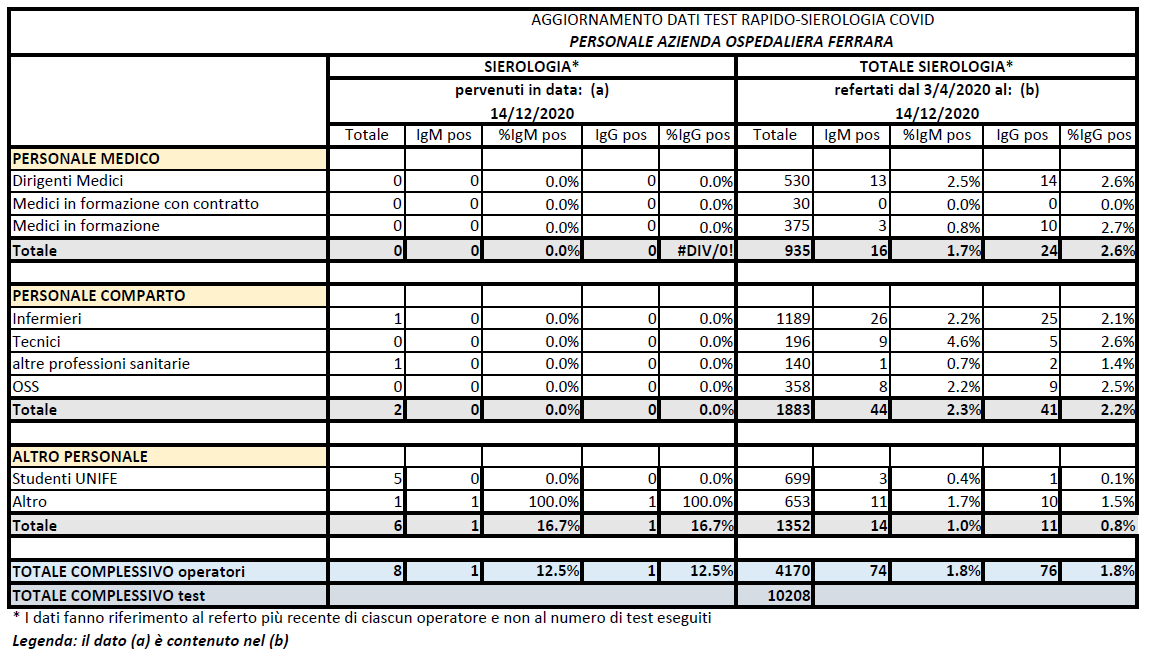 AGGIORNAMENTO DATI TEST RAPIDO-SIEROLOGIA COVID
PERSONALE AZIENDA OSPEDALIERA FERRARA
SIEROLOGIA* TOTALE SIEROLOGIA*
pervenuti in data: (a) refertati dal 3/4/2020 al: (b)
14/12/2020 14/12/2020
Totale IgM pos %IgM pos IgG pos %IgG pos Totale IgM pos %IgM pos IgG pos %IgG pos
PERSONALE MEDICO
Dirigenti Medici 0 0 0.0% 0 0.0% 530 13 2.5% 14 2.6%
Medici in formazione con contratto 0 0 0.0% 0 0.0% 30 0 0.0% 0 0.0%
Medici in formazione 0 0 0.0% 0 0.0% 375 3 0.8% 10 2.7%
Totale 0 0 0.0% 0 #DIV/0! 935 16 1.7% 24 2.6%
PERSONALE COMPARTO
Infermieri 1 0 0.0% 0 0.0% 1189 26 2.2% 25 2.1%
Tecnici 0 0 0.0% 0 0.0% 196 9 4.6% 5 2.6%
altre professioni sanitarie 1 0 0.0% 0 0.0% 140 1 0.7% 2 1.4%
OSS 0 0 0.0% 0 0.0% 358 8 2.2% 9 2.5%
Totale 2 0 0.0% 0 0.0% 1883 44 2.3% 41 2.2%
ALTRO PERSONALE
Studenti UNIFE 5 0 0.0% 0 0.0% 699 3 0.4% 1 0.1%
Altro 1 1 100.0% 1 100.0% 653 11 1.7% 10 1.5%
Totale 6 1 16.7% 1 16.7% 1352 14 1.0% 11 0.8%
TOTALE COMPLESSIVO operatori 8 1 12.5% 1 12.5% 4170 74 1.8% 76 1.8%
TOTALE COMPLESSIVO test 10208
* I dati fanno riferimento al referto più recente di ciascun operatore e non al numero di test eseguiti
Legenda: il dato (a) è contenuto nel (b)